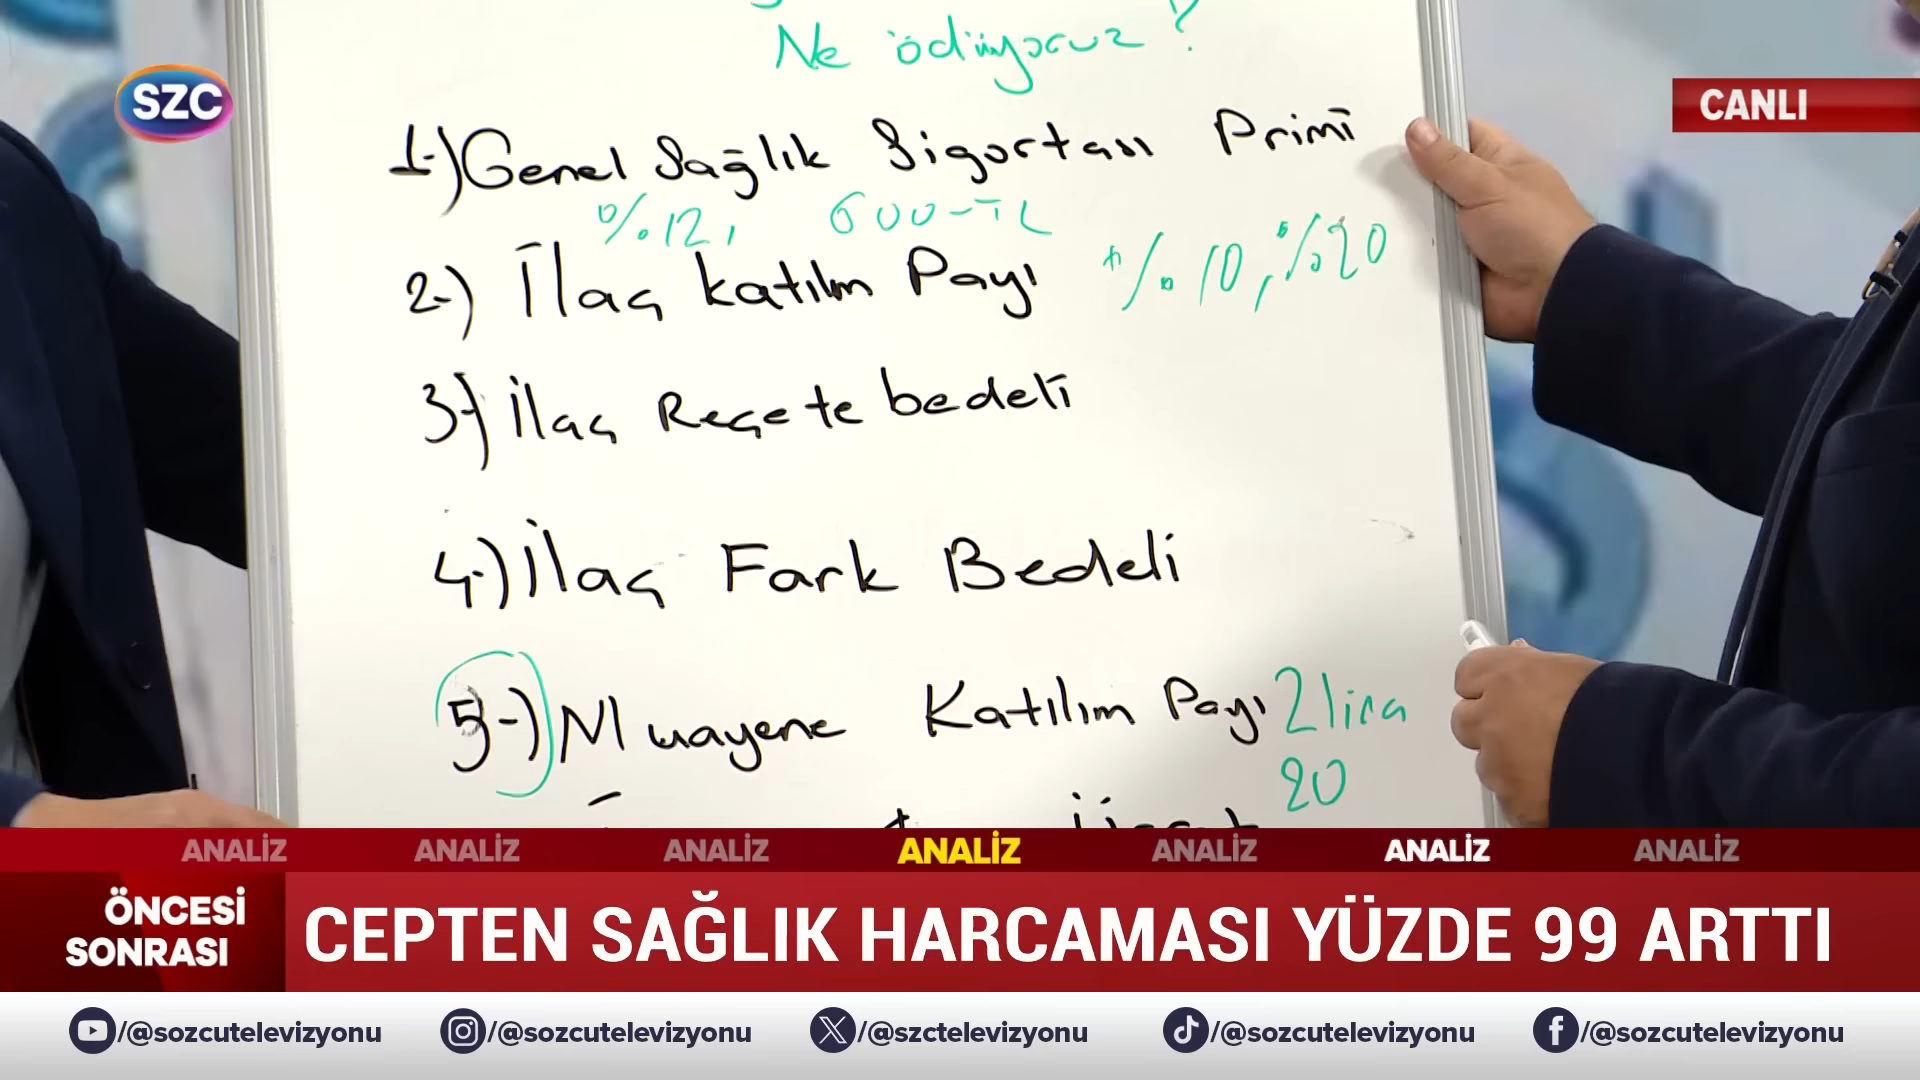 Ne ödüyoruz?
SZC
CANLI
1-) Genel Sağlık Sigortası Primi
%12, 600-TL
2-) İlaç Katılım Payı %10, %20
3-) İlaç Reçete bedeli
4-) İlaç Fark Bedeli
5-) Muayene Katılım Payı 2 lira
20
ANALİZ ANALİZ ANALİZ ANALİZ ANALİZ ANALİZ ANALİZ
ÖNCESİ
SONRASI
CEPTEN SAĞLIK HARCAMASI YÜZDE 99 ARTTI
/@sozcutelevizyonu /@sozcutelevizyonu /@szctelevizyonu /@sozcutelevizyonu /@sozcutelevizyonu